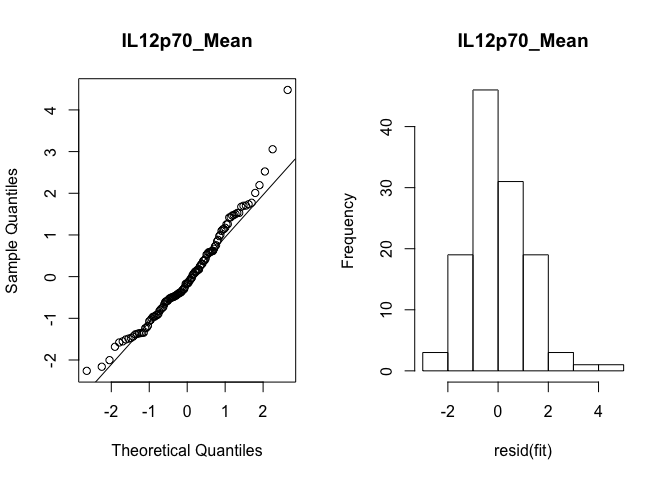 IL12p70_Mean
Sample Quantiles
4
3
2
1
0
-1
-2
-2 -1 0 1 2
Theoretical Quantiles
IL12p70_Mean
Frequency
40
30
20
10
0
-2 0 2 4
resid(fit)